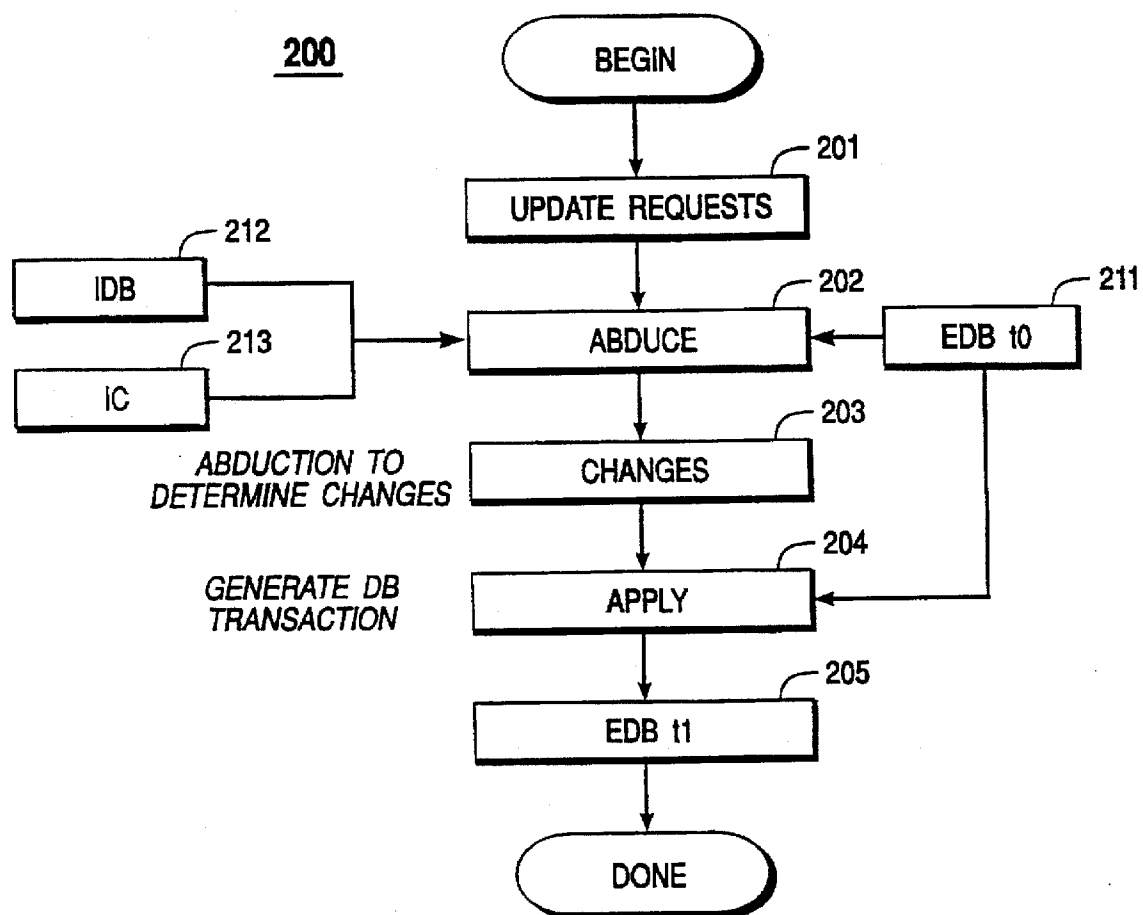 200
BEGIN
201
UPDATE REQUESTS
212
IDB
202
ABDUCE
211
EDB t0
213
IC
203
CHANGES
ABDUCTION TO
DETERMINE CHANGES
204
APPLY
GENERATE DB
TRANSACTION
205
EDB t1
DONE